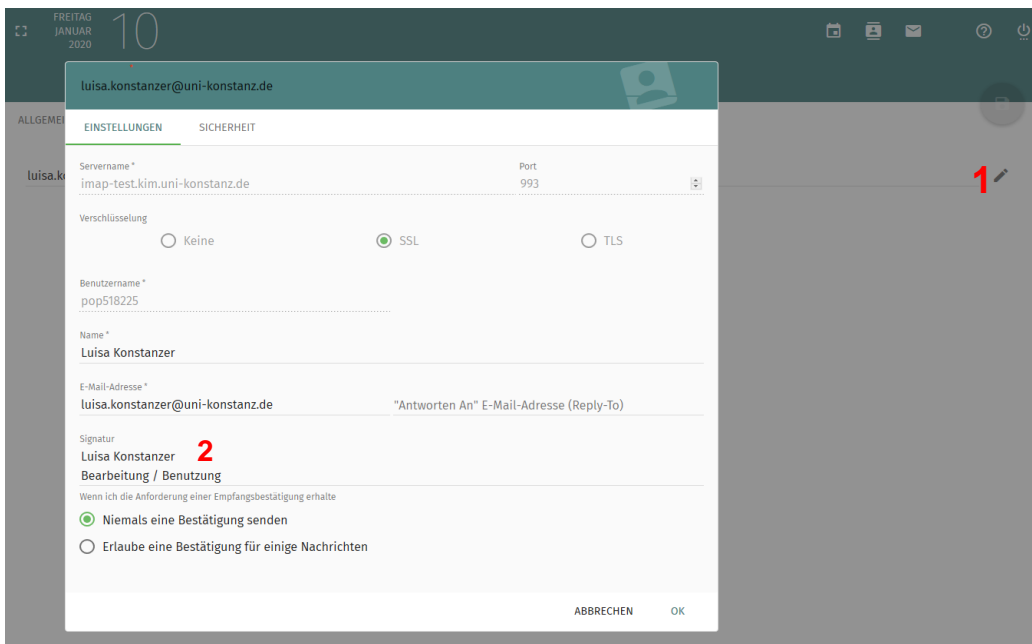 FREITAG
JANUAR
2020
10
luisa.konstanzer@uni-konstanz.de
ALLGEMEI
EINSTELLUNGEN SICHERHEIT
luisa.k
1
Servername *
Port
imap-test.kim.uni-konstanz.de
993
Verschlüsselung
Keine SSL TLS
Benutzername *
pop518225
Name *
Luisa Konstanzer
E-Mail-Adresse *
luisa.konstanzer@uni-konstanz.de "Antworten An" E-Mail-Adresse (Reply-To)
Signatur
Luisa Konstanzer 2
Bearbeitung / Benutzung
Wenn ich die Anforderung einer Empfangsbestätigung erhalte
Niemals eine Bestätigung senden
Erlaube eine Bestätigung für einige Nachrichten
ABBRECHEN OK